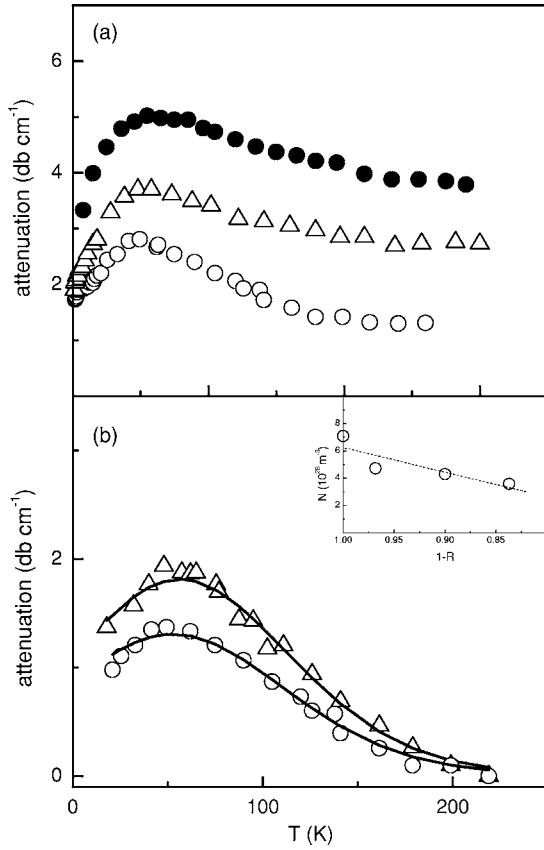 (a)
6
4
2
attenuation (db cm⁻¹)
(b)
2
1
0
attenuation (db cm⁻¹)
0
100
200
T (K)
8
6
4
2
N (10²⁶ m⁻³)
1.00
0.95
0.90
0.85
1-R